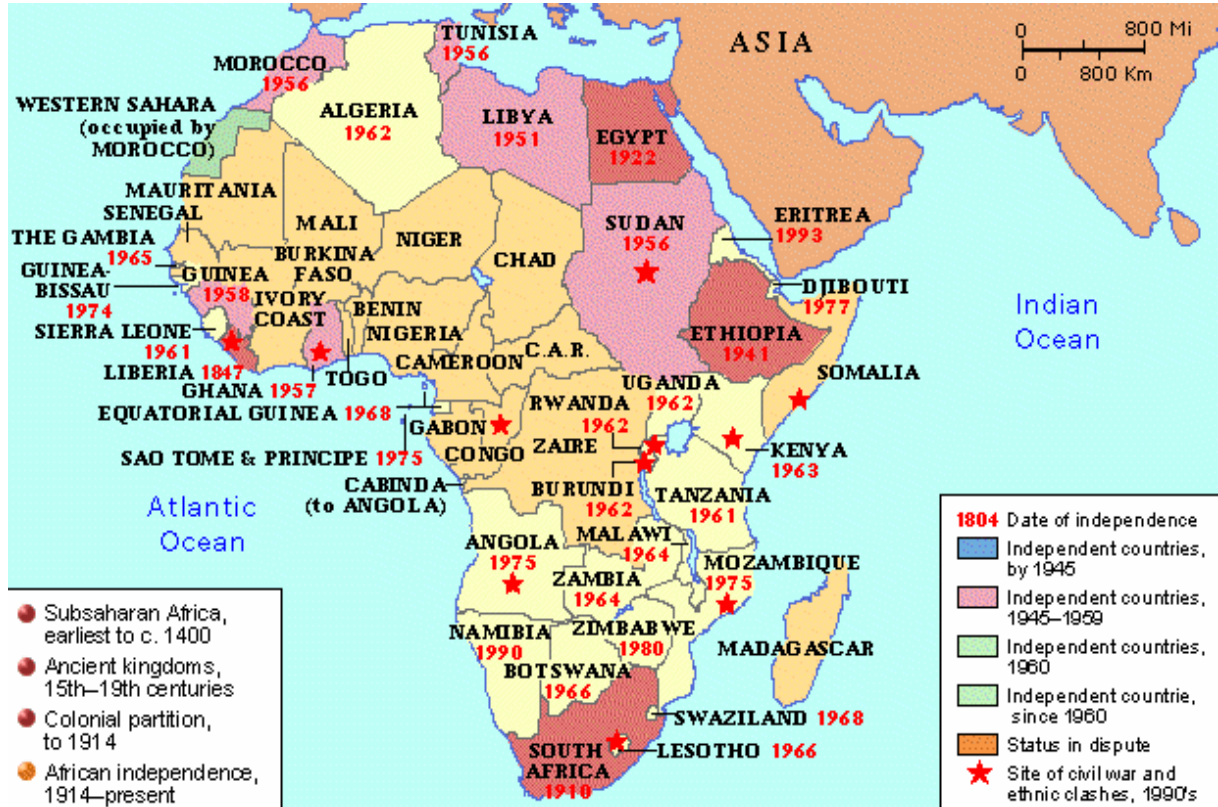 TUNISIA
1956
ASIA
0 800 Mi
0 800 Km
MOROCCO
1956
WESTERN SAHARA
(occupied by
MOROCCO)
ALGERIA
1962
LIBYA
1951
EGYPT
1922
MAURITANIA
SENEGAL
MALI
NIGER
CHAD
SUDAN
1956
ERITREA
1993
THE GAMBIA
1965
BURKINA
FASO
GUINEA-
BISSAU
1974
GUINEA
1958
IVORY
COAST
BENIN
NIGERIA
DJIBOUTI
1977
Indian
Ocean
SIERRA LEONE
1961
LIBERIA 1847
GHANA 1957
TOGO
CAMEROON
C.A.R.
ETHIOPIA
1941
SOMALIA
EQUATORIAL GUINEA 1968
UGANDA
1962
RWANDA
1962
GABON
CONGO
ZAIRE
KENYA
1963
SAO TOME & PRINCIPE 1975
CABINDA
(to ANGOLA)
BURUNDI
1962
TANZANIA
1961
Atlantic
Ocean
MALAWI
1964
ANGOLA
1975
ZAMBIA
1964
MOZAMBIQUE
1975
NAMIBIA
1990
ZIMBABWE
1980
MADAGASCAR
BOTSWANA
1966
SWAZILAND 1968
SOUTH
AFRICA
1910
LESOTHO 1966
Subsaharan Africa,
earliest to c. 1400
Ancient kingdoms,
15th–19th centuries
Colonial partition,
to 1914
African independence,
1914–present
1804 Date of independence
Independent countries,
by 1945
Independent countries,
1945–1959
Independent countries,
1960
Independent countrie,
since 1960
Status in dispute
Site of civil war and
ethnic clashes, 1990's